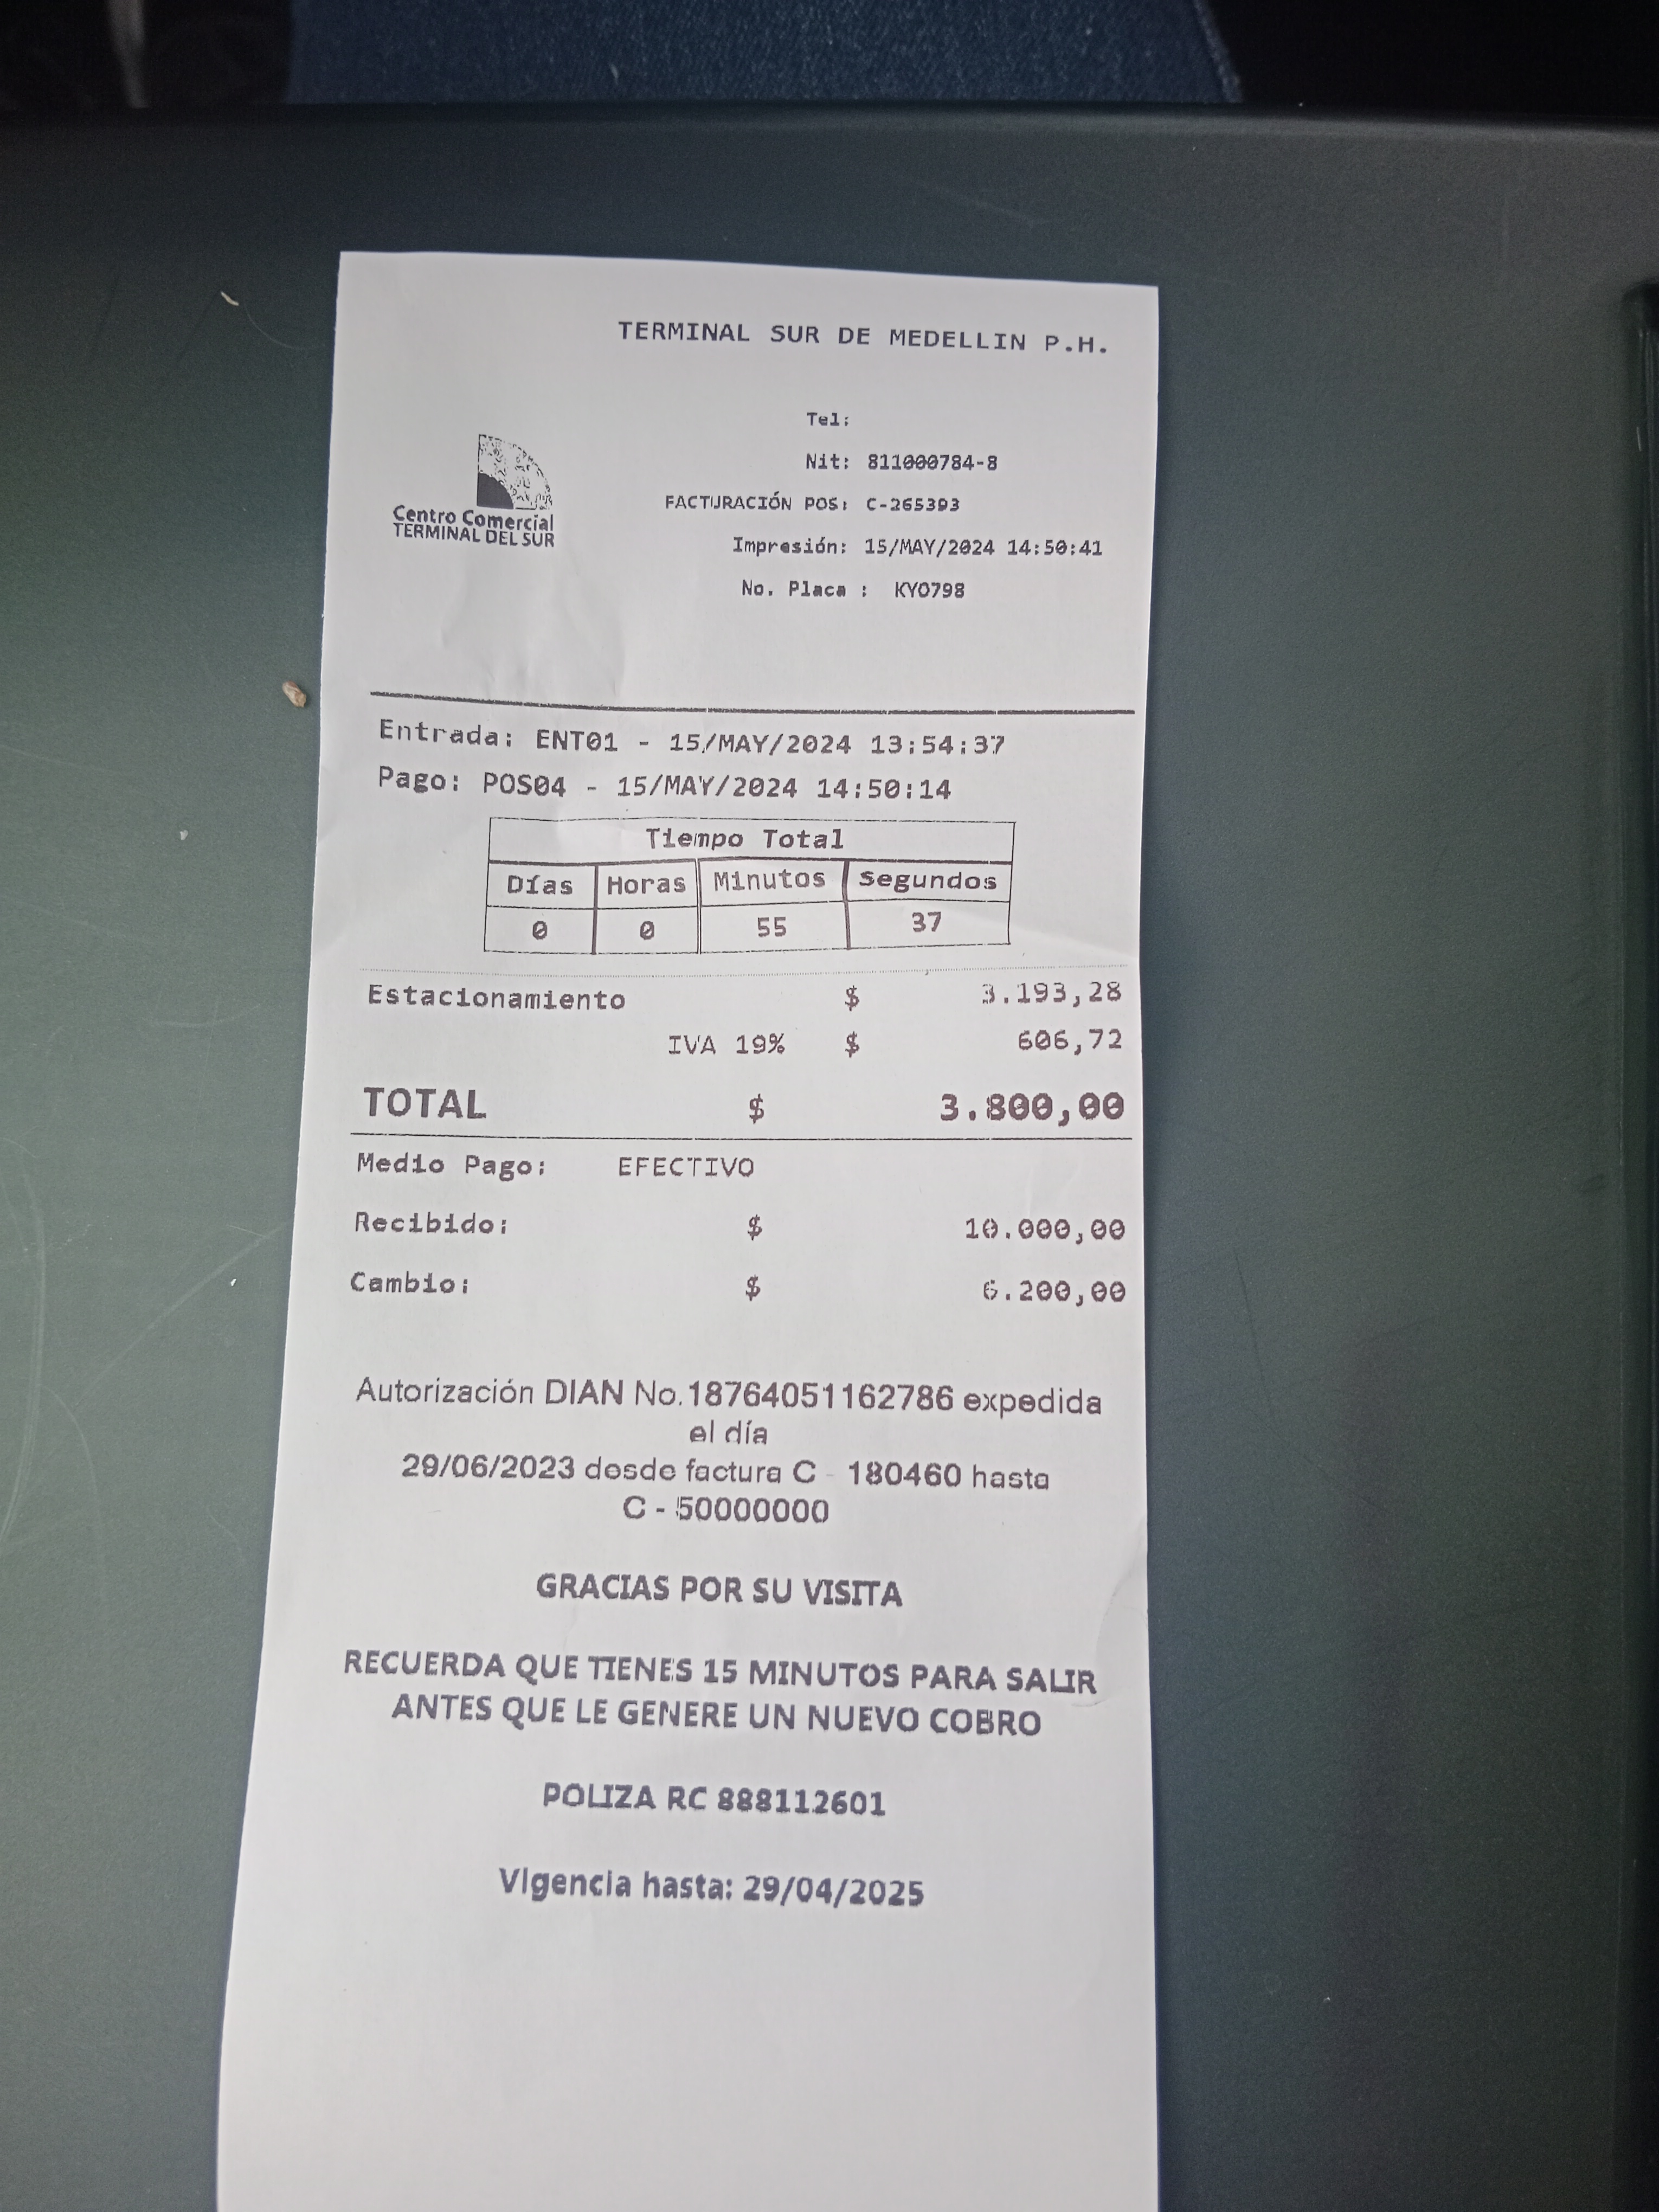 TERMINAL SUR DE MEDELLIN P.H.
Tel:
Nit: 811000784-8
FACTURACIÓN POS: C-265393
Impresión: 15/MAY/2024 14:50:41
No. Placa : KYO798
Centro Comercial
TERMINAL DEL SUR
Entrada: ENT01 - 15/MAY/2024 13:54:37
Pago: POS04 - 15/MAY/2024 14:50:14
Tiempo Total
Días Horas Minutos Segundos
0 0 55 37
Estacionamiento $ 3.193,28
IVA 19% $ 606,72
TOTAL $ 3.800,00
Medio Pago: EFECTIVO
Recibido: $ 10.000,00
Cambio: $ 6.200,00
Autorización DIAN No.18764051162786 expedida
el día
29/06/2023 desde factura C - 180460 hasta
C - 50000000
GRACIAS POR SU VISITA
RECUERDA QUE TIENES 15 MINUTOS PARA SALIR
ANTES QUE LE GENERE UN NUEVO COBRO
POLIZA RC 888112601
Vigencia hasta: 29/04/2025